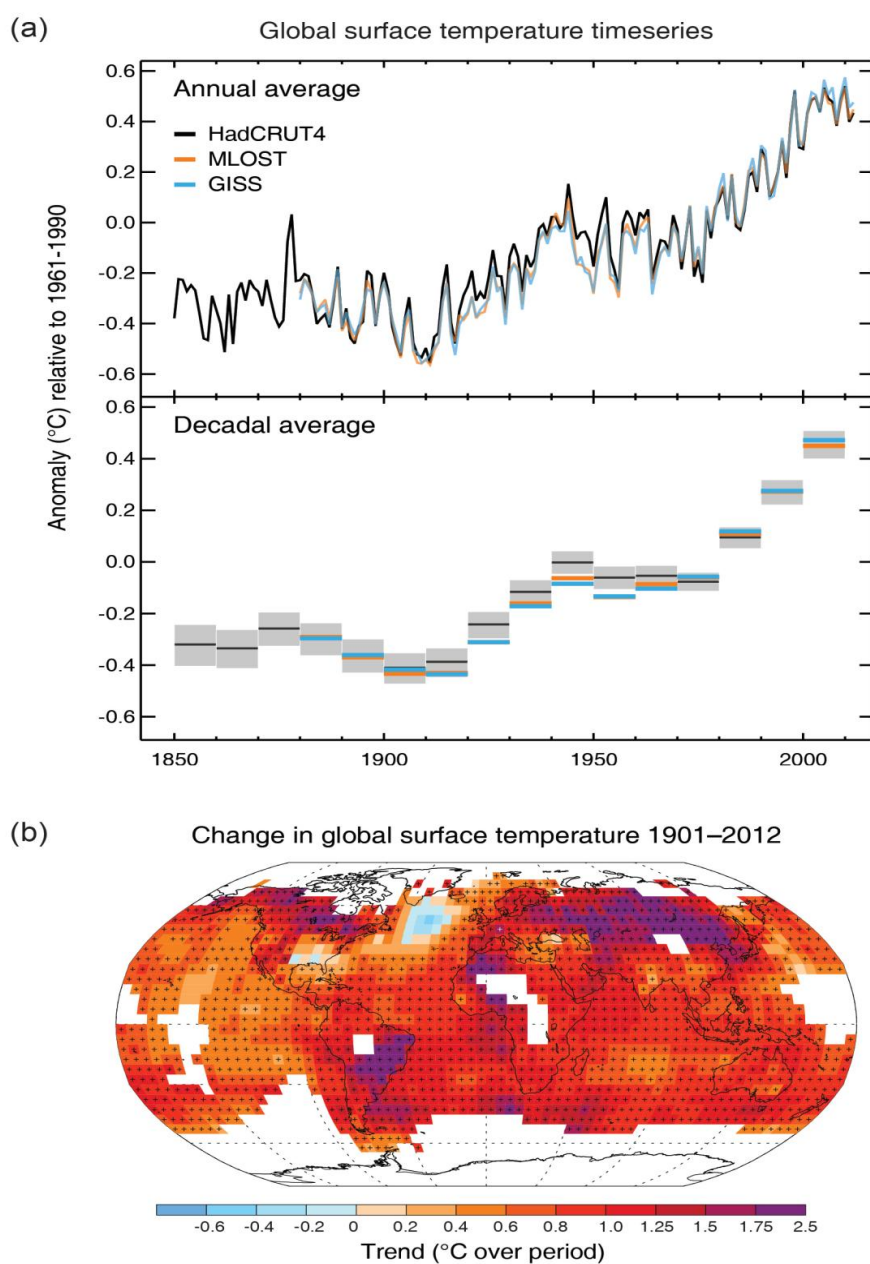 (a)
Global surface temperature timeseries
Annual average
HadCRUT4
MLOST
GISS
0.6
0.4
0.2
0.0
-0.2
-0.4
-0.6
Anomaly (°C) relative to 1961-1990
Decadal average
0.6
0.4
0.2
0.0
-0.2
-0.4
-0.6
1850 1900 1950 2000
(b)
Change in global surface temperature 1901–2012
-0.6 -0.4 -0.2 0 0.2 0.4 0.6 0.8 1.0 1.25 1.5 1.75 2.5
Trend (°C over period)